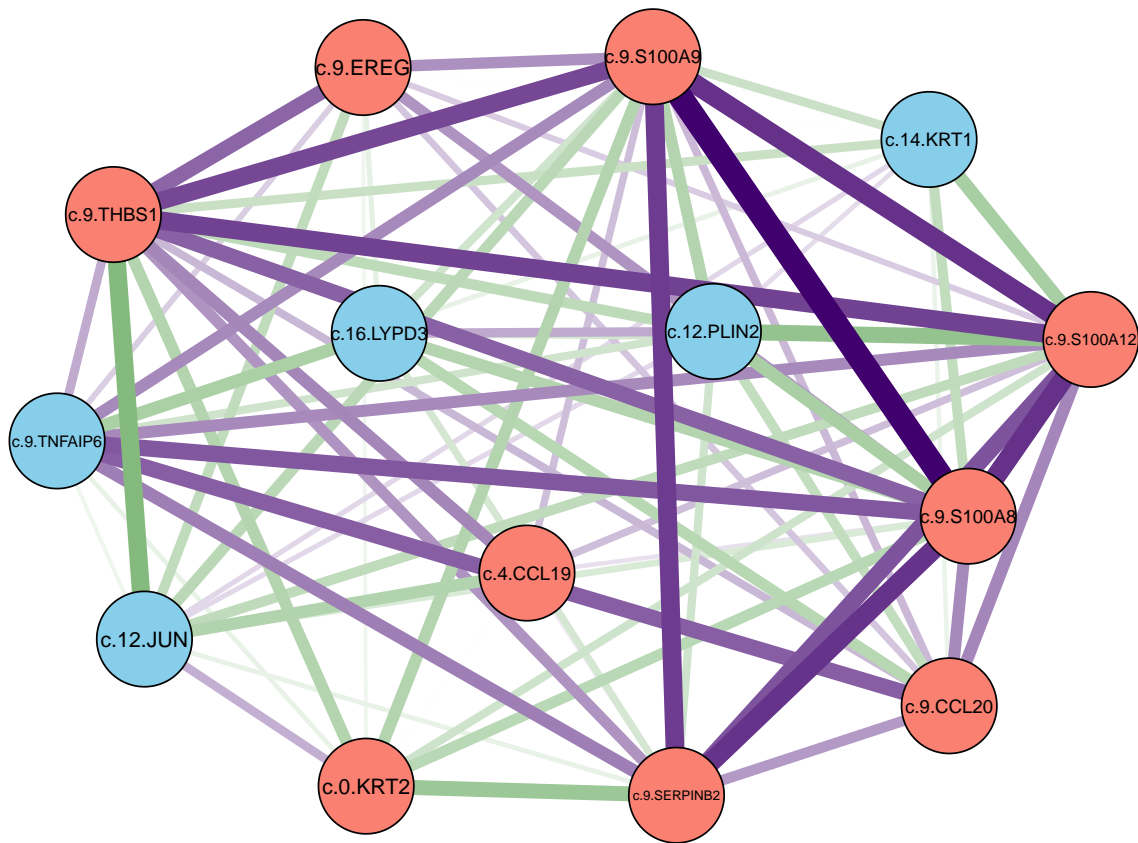 c.9.S100A9
c.9.EREG
c.14.KRT1
c.9.THBS1
c.16.LYPD3
c.12.PLIN2
c.9.S100A12
c.9.TNFAIP6
c.9.S100A8
c.4.CCL19
c.12.JUN
c.9.CCL20
c.0.KRT2
c.9.SERPINB2